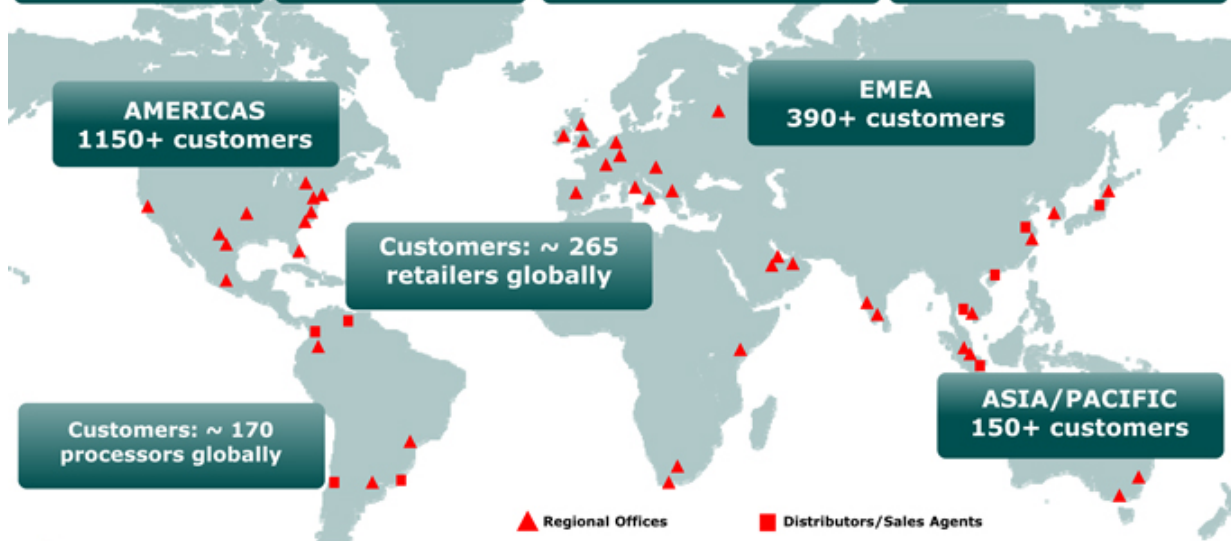 AMERICAS
1150+ customers
EMEA
390+ customers
Customers: ~ 265
retailers globally
ASIA/PACIFIC
150+ customers
Customers: ~ 170
processors globally
Regional Offices
Distributors/Sales Agents